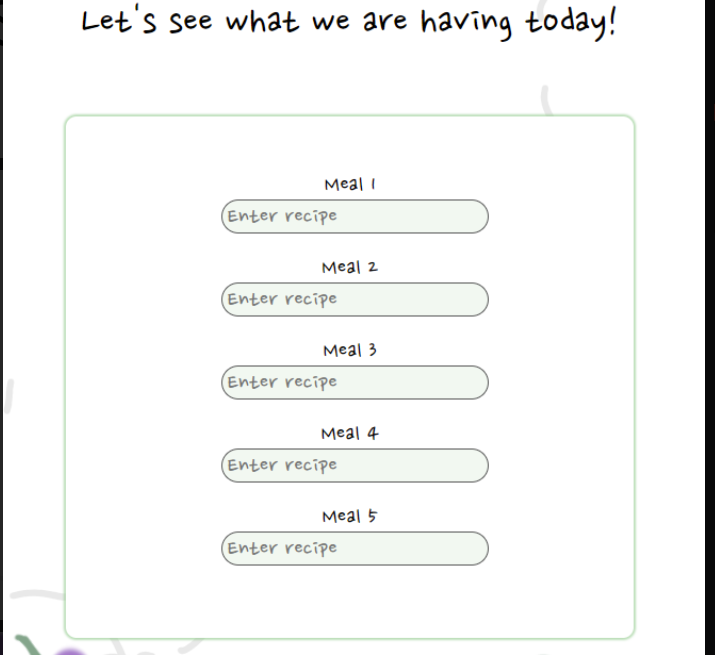 Let's see what we are having today!
Meal 1
Enter recipe
Meal 2
Enter recipe
Meal 3
Enter recipe
Meal 4
Enter recipe
Meal 5
Enter recipe